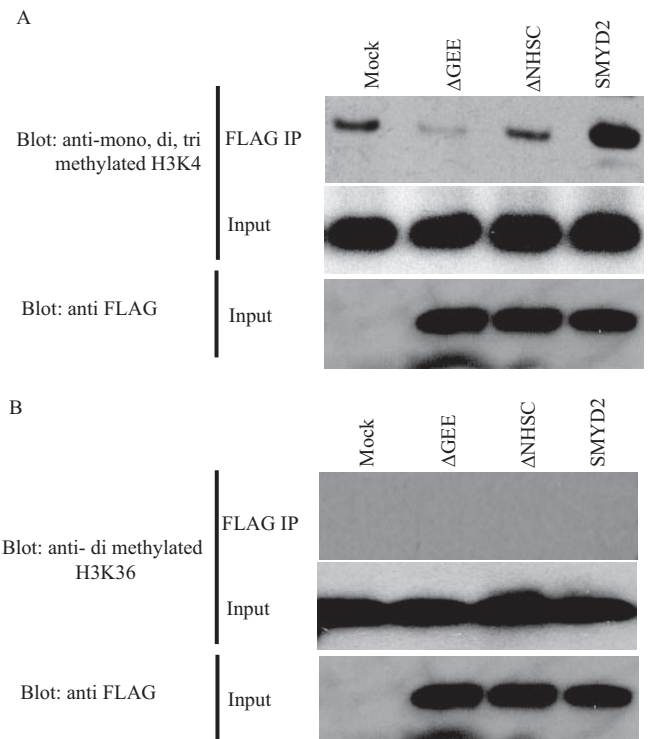 A
Mock
ΔGEE
ΔNHSC
SMYD2
Blot: anti-mono, di, tri
methylated H3K4
FLAG IP
Input
Blot: anti FLAG
Input
B
Mock
ΔGEE
ΔNHSC
SMYD2
FLAG IP
Blot: anti- di methylated
H3K36
Input
Blot: anti FLAG
Input